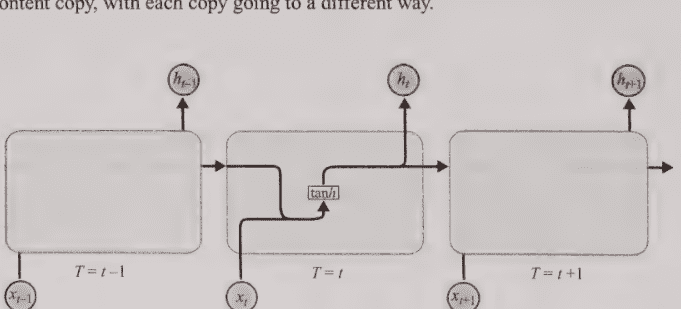 ontent copy, with each copy going to a different way.
h_{t-1} h_t h_{t+1}
tanh
T = t-1 T = t T = t+1
x_{t-1} x_t x_{t+1}